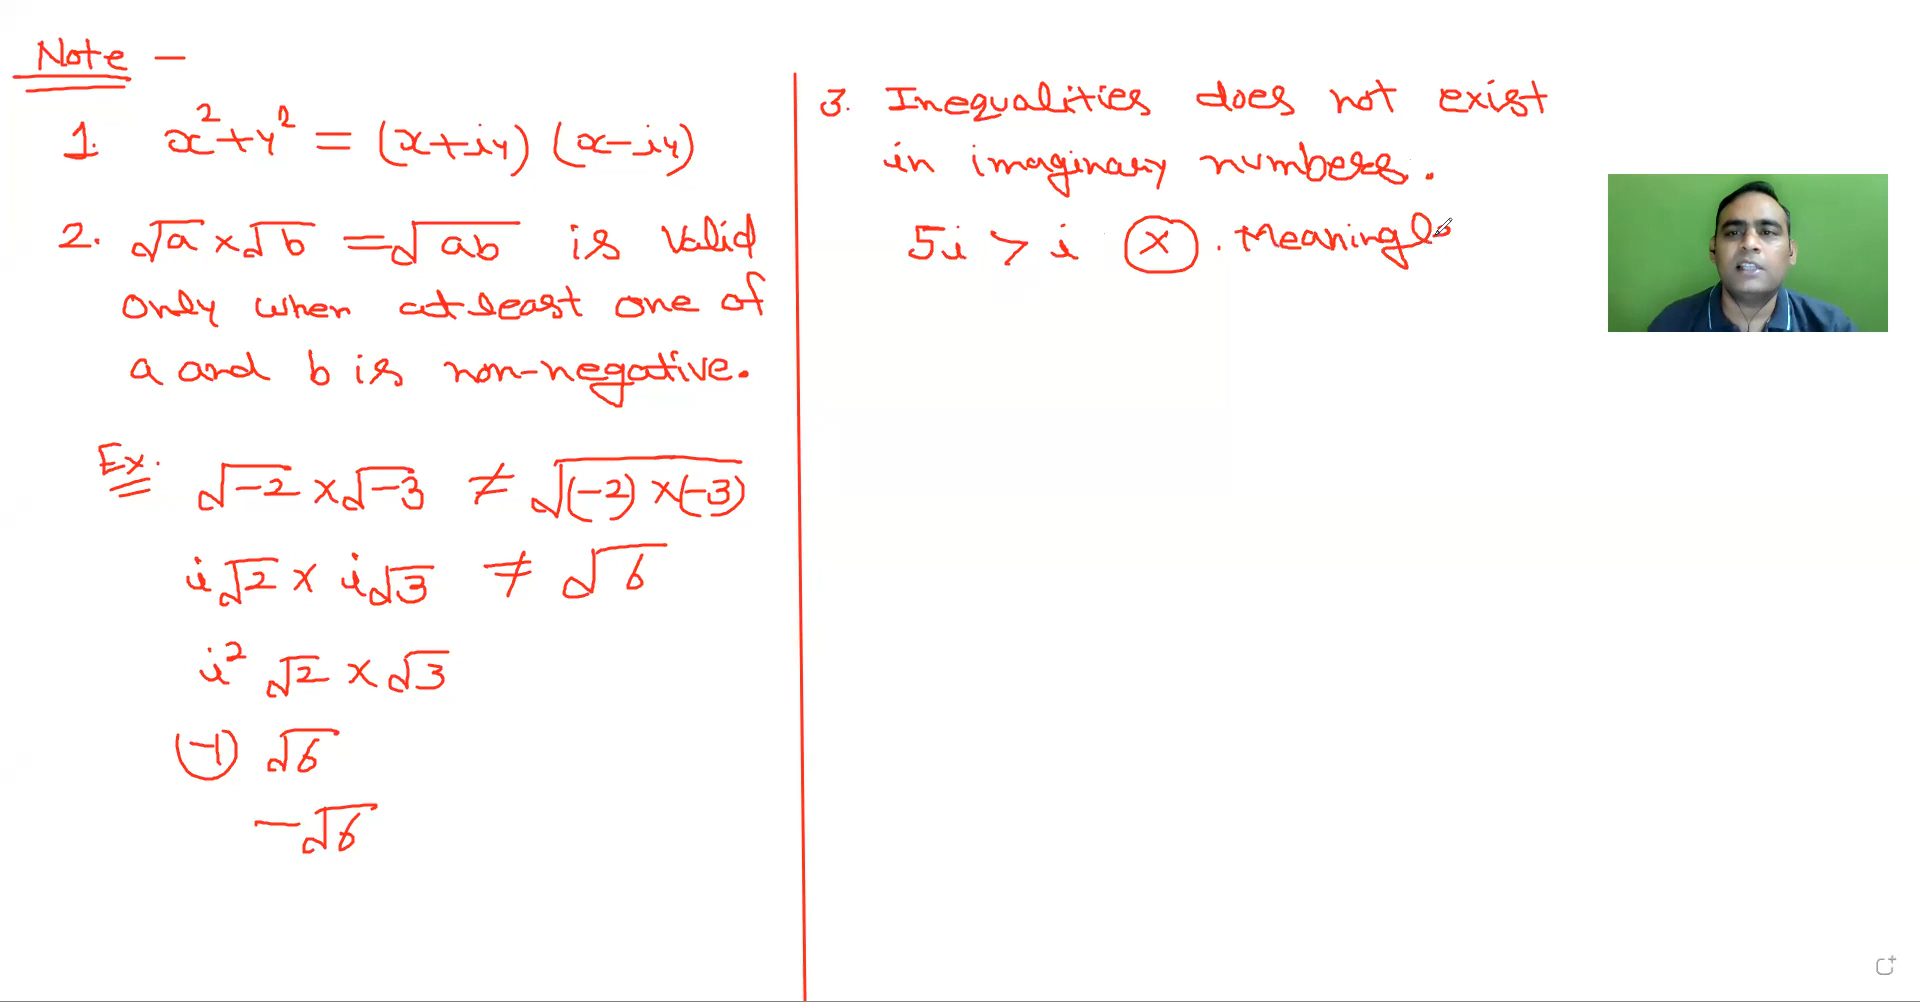 Note -
1. x²+y² = (x+iy) (x-iy)
2. √a × √b = √ab is valid
only when atleast one of
a and b is non-negative.
Ex. √-2 × √-3 ≠ √(-2) × (-3)
i√2 × i√3 ≠ √6
i² √2 × √3
(-1) √6
-√6
3. Inequalities does not exist
in imaginary numbers.
5i > i (×) .